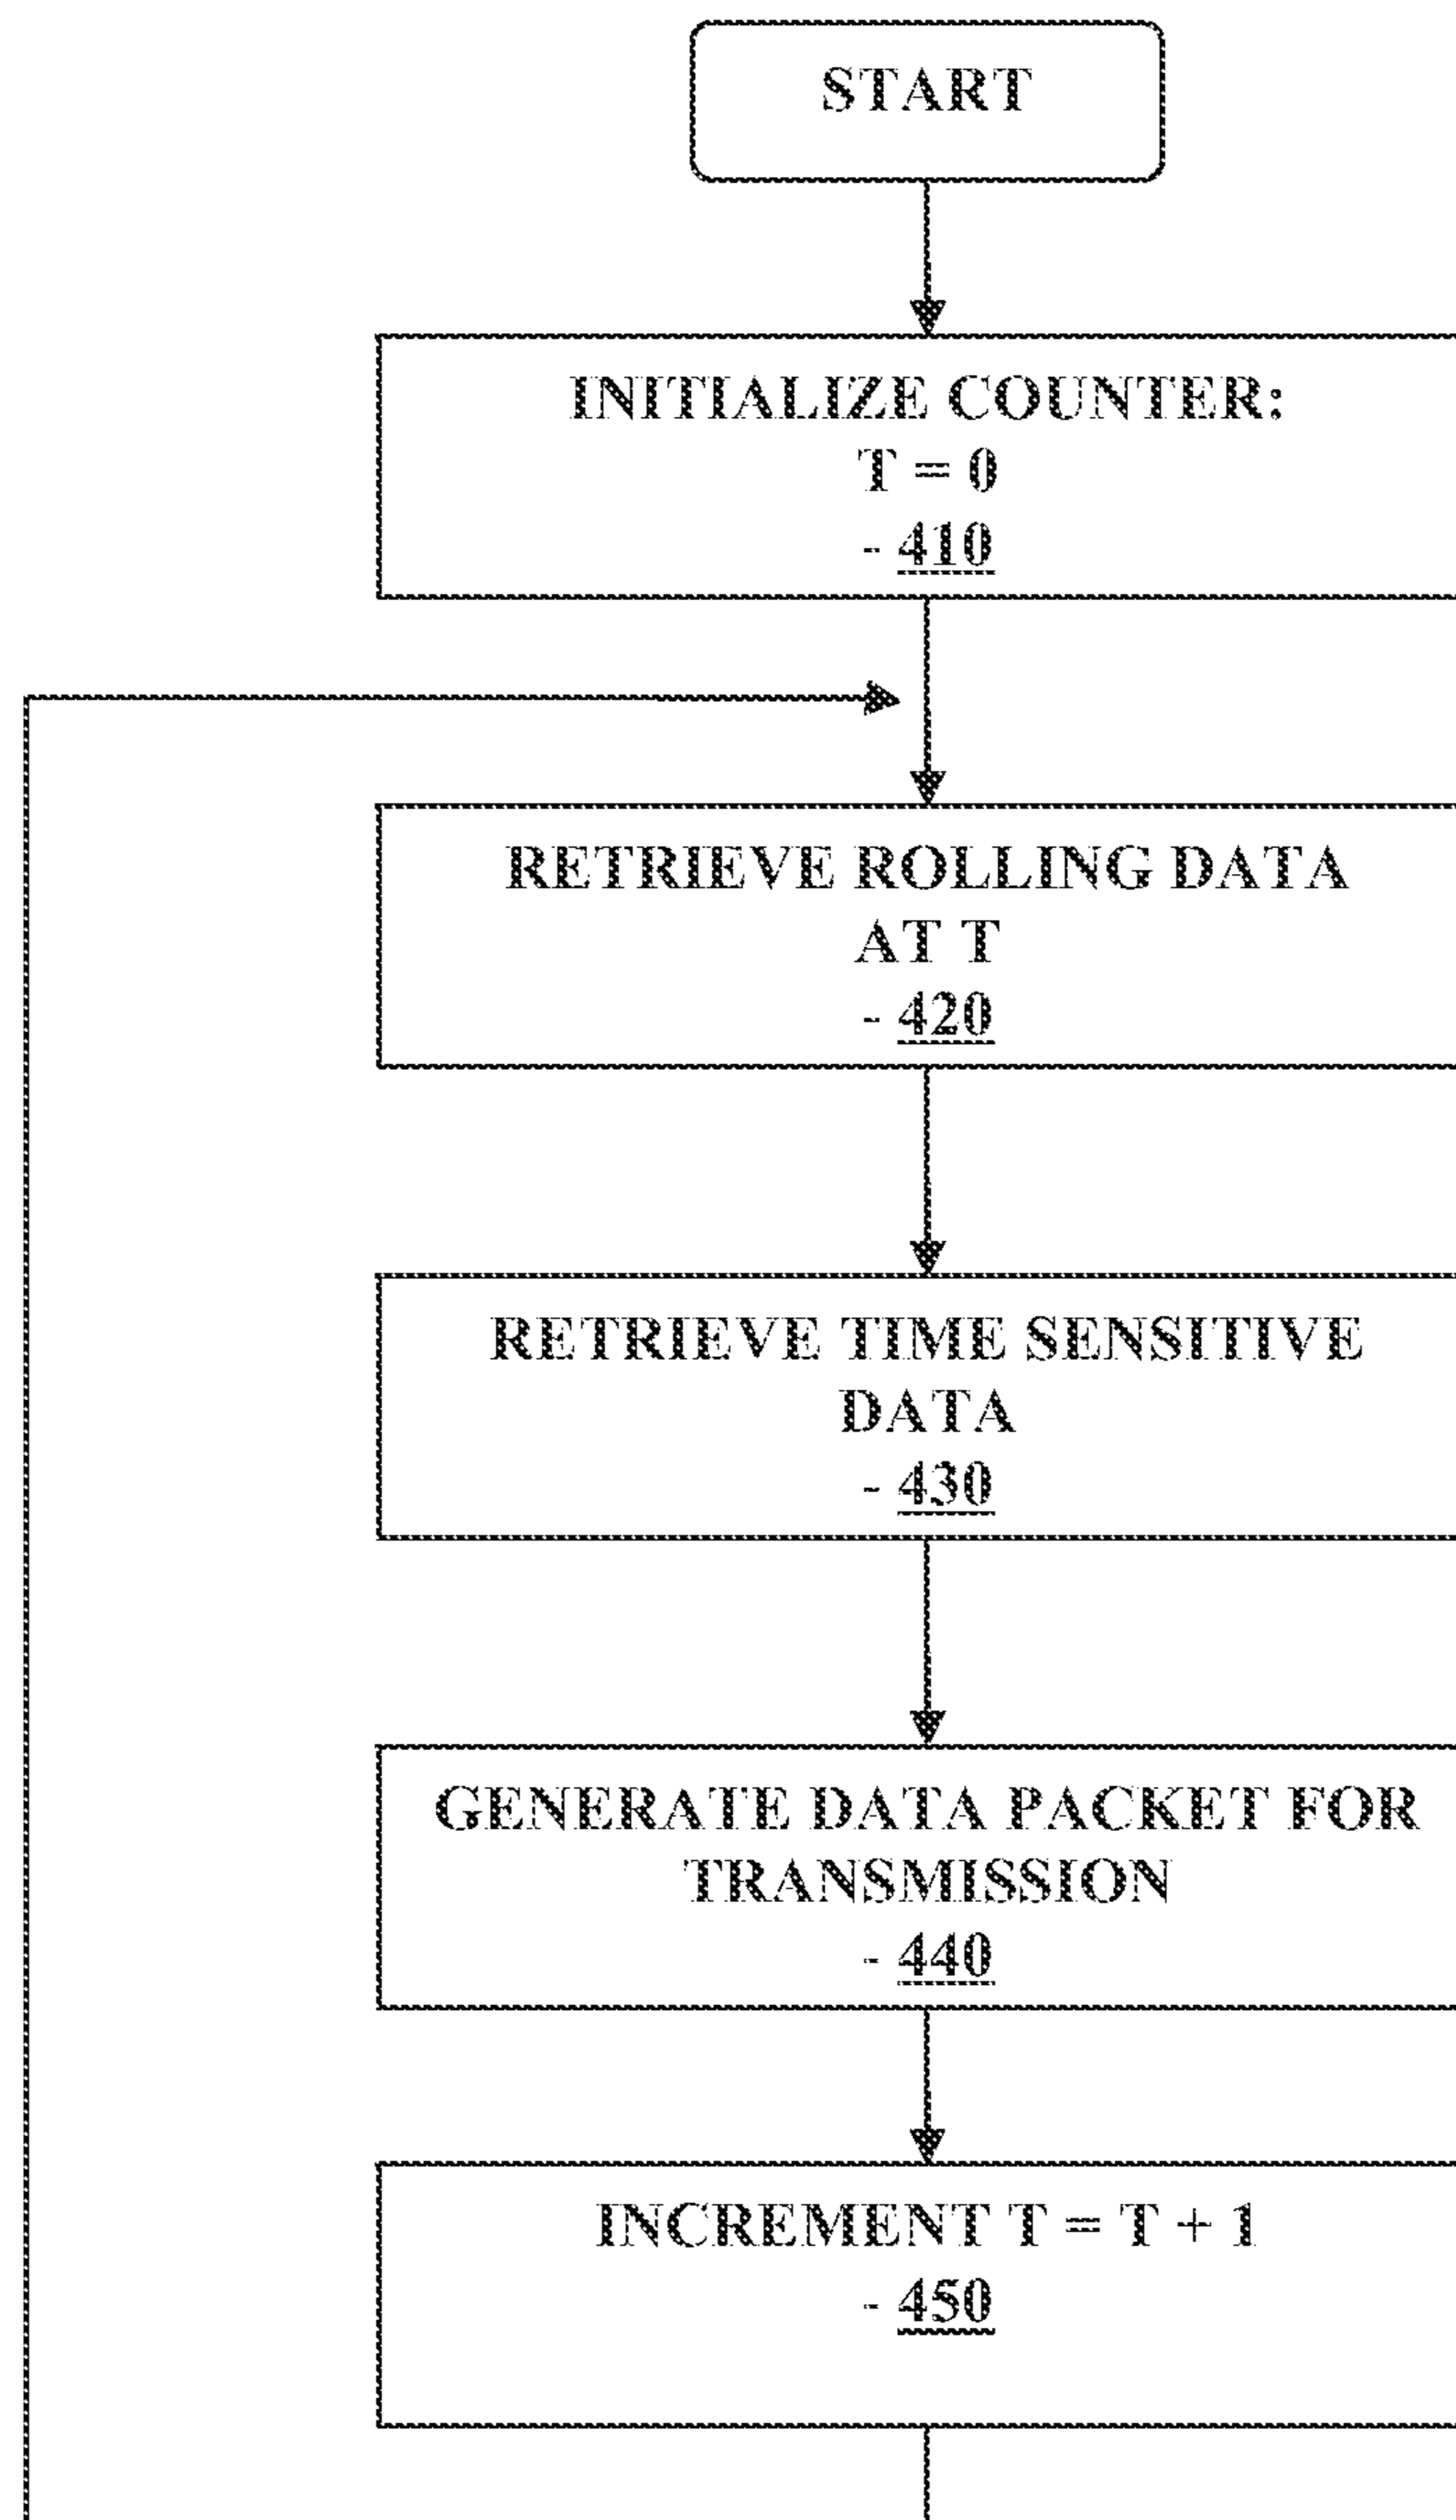 START
INITIALIZE COUNTER:
T = 0
- 410
RETRIEVE ROLLING DATA
AT T
- 420
RETRIEVE TIME SENSITIVE
DATA
- 430
GENERATE DATA PACKET FOR
TRANSMISSION
- 440
INCREMENT T = T + 1
- 450